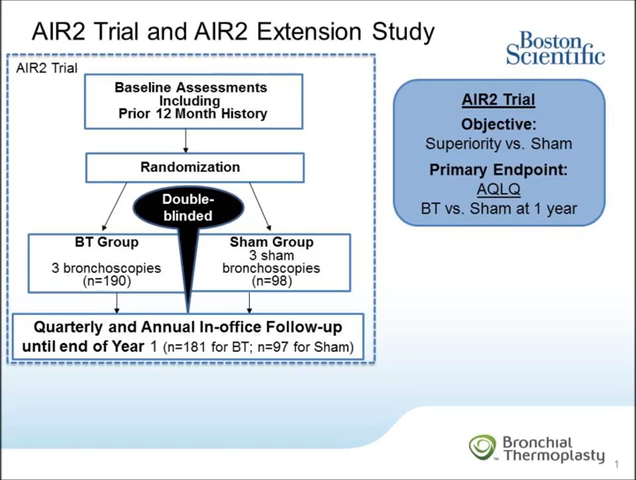 AIR2 Trial and AIR2 Extension Study
Boston
Scientific
AIR2 Trial
Baseline Assessments
Including
Prior 12 Month History
Randomization
Double-
blinded
BT Group
3 bronchoscopies
(n=190)
Sham Group
3 sham
bronchoscopies
(n=98)
Quarterly and Annual In-office Follow-up
until end of Year 1 (n=181 for BT; n=97 for Sham)
AIR2 Trial
Objective:
Superiority vs. Sham
Primary Endpoint:
AQLQ
BT vs. Sham at 1 year
Bronchial
Thermoplasty
1